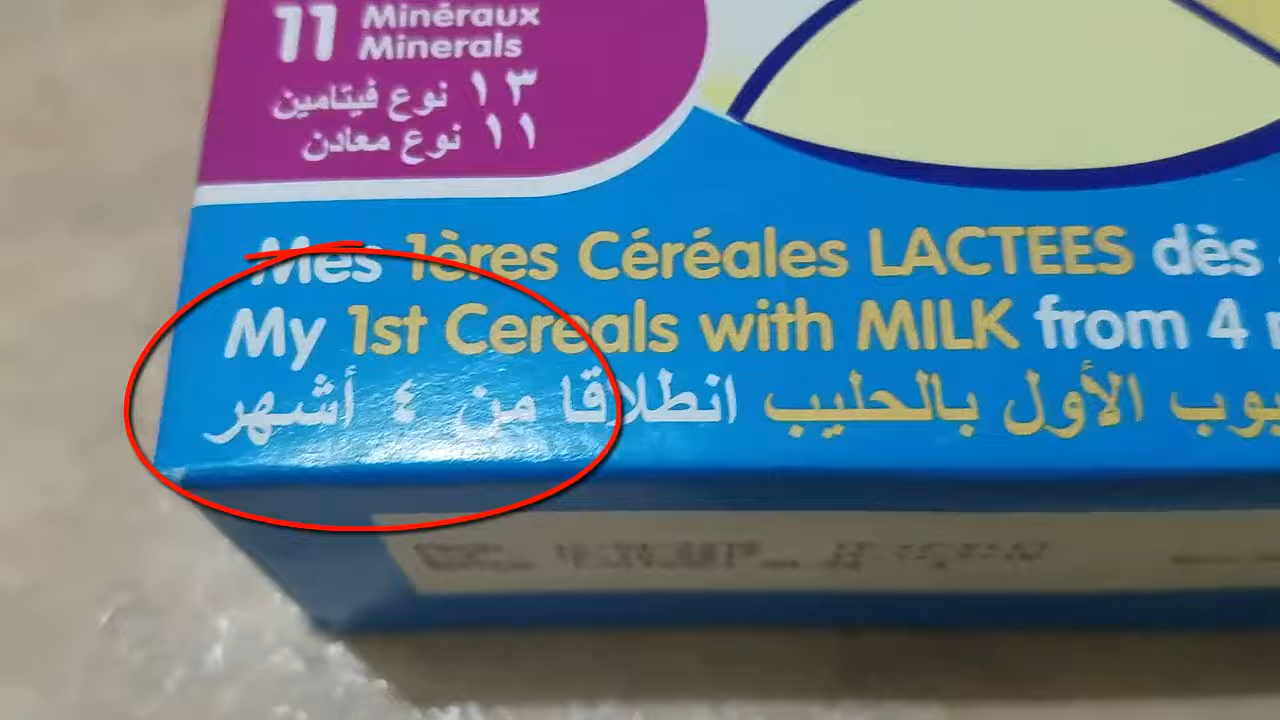 11 Minéraux
Minerals
١٣ نوع فيتامين
١١ نوع معادن
Mes 1ères Céréales LACTEES dès
My 1st Cereals with MILK from 4
الأول بالحليب انطلاقا من ٤ أشهر